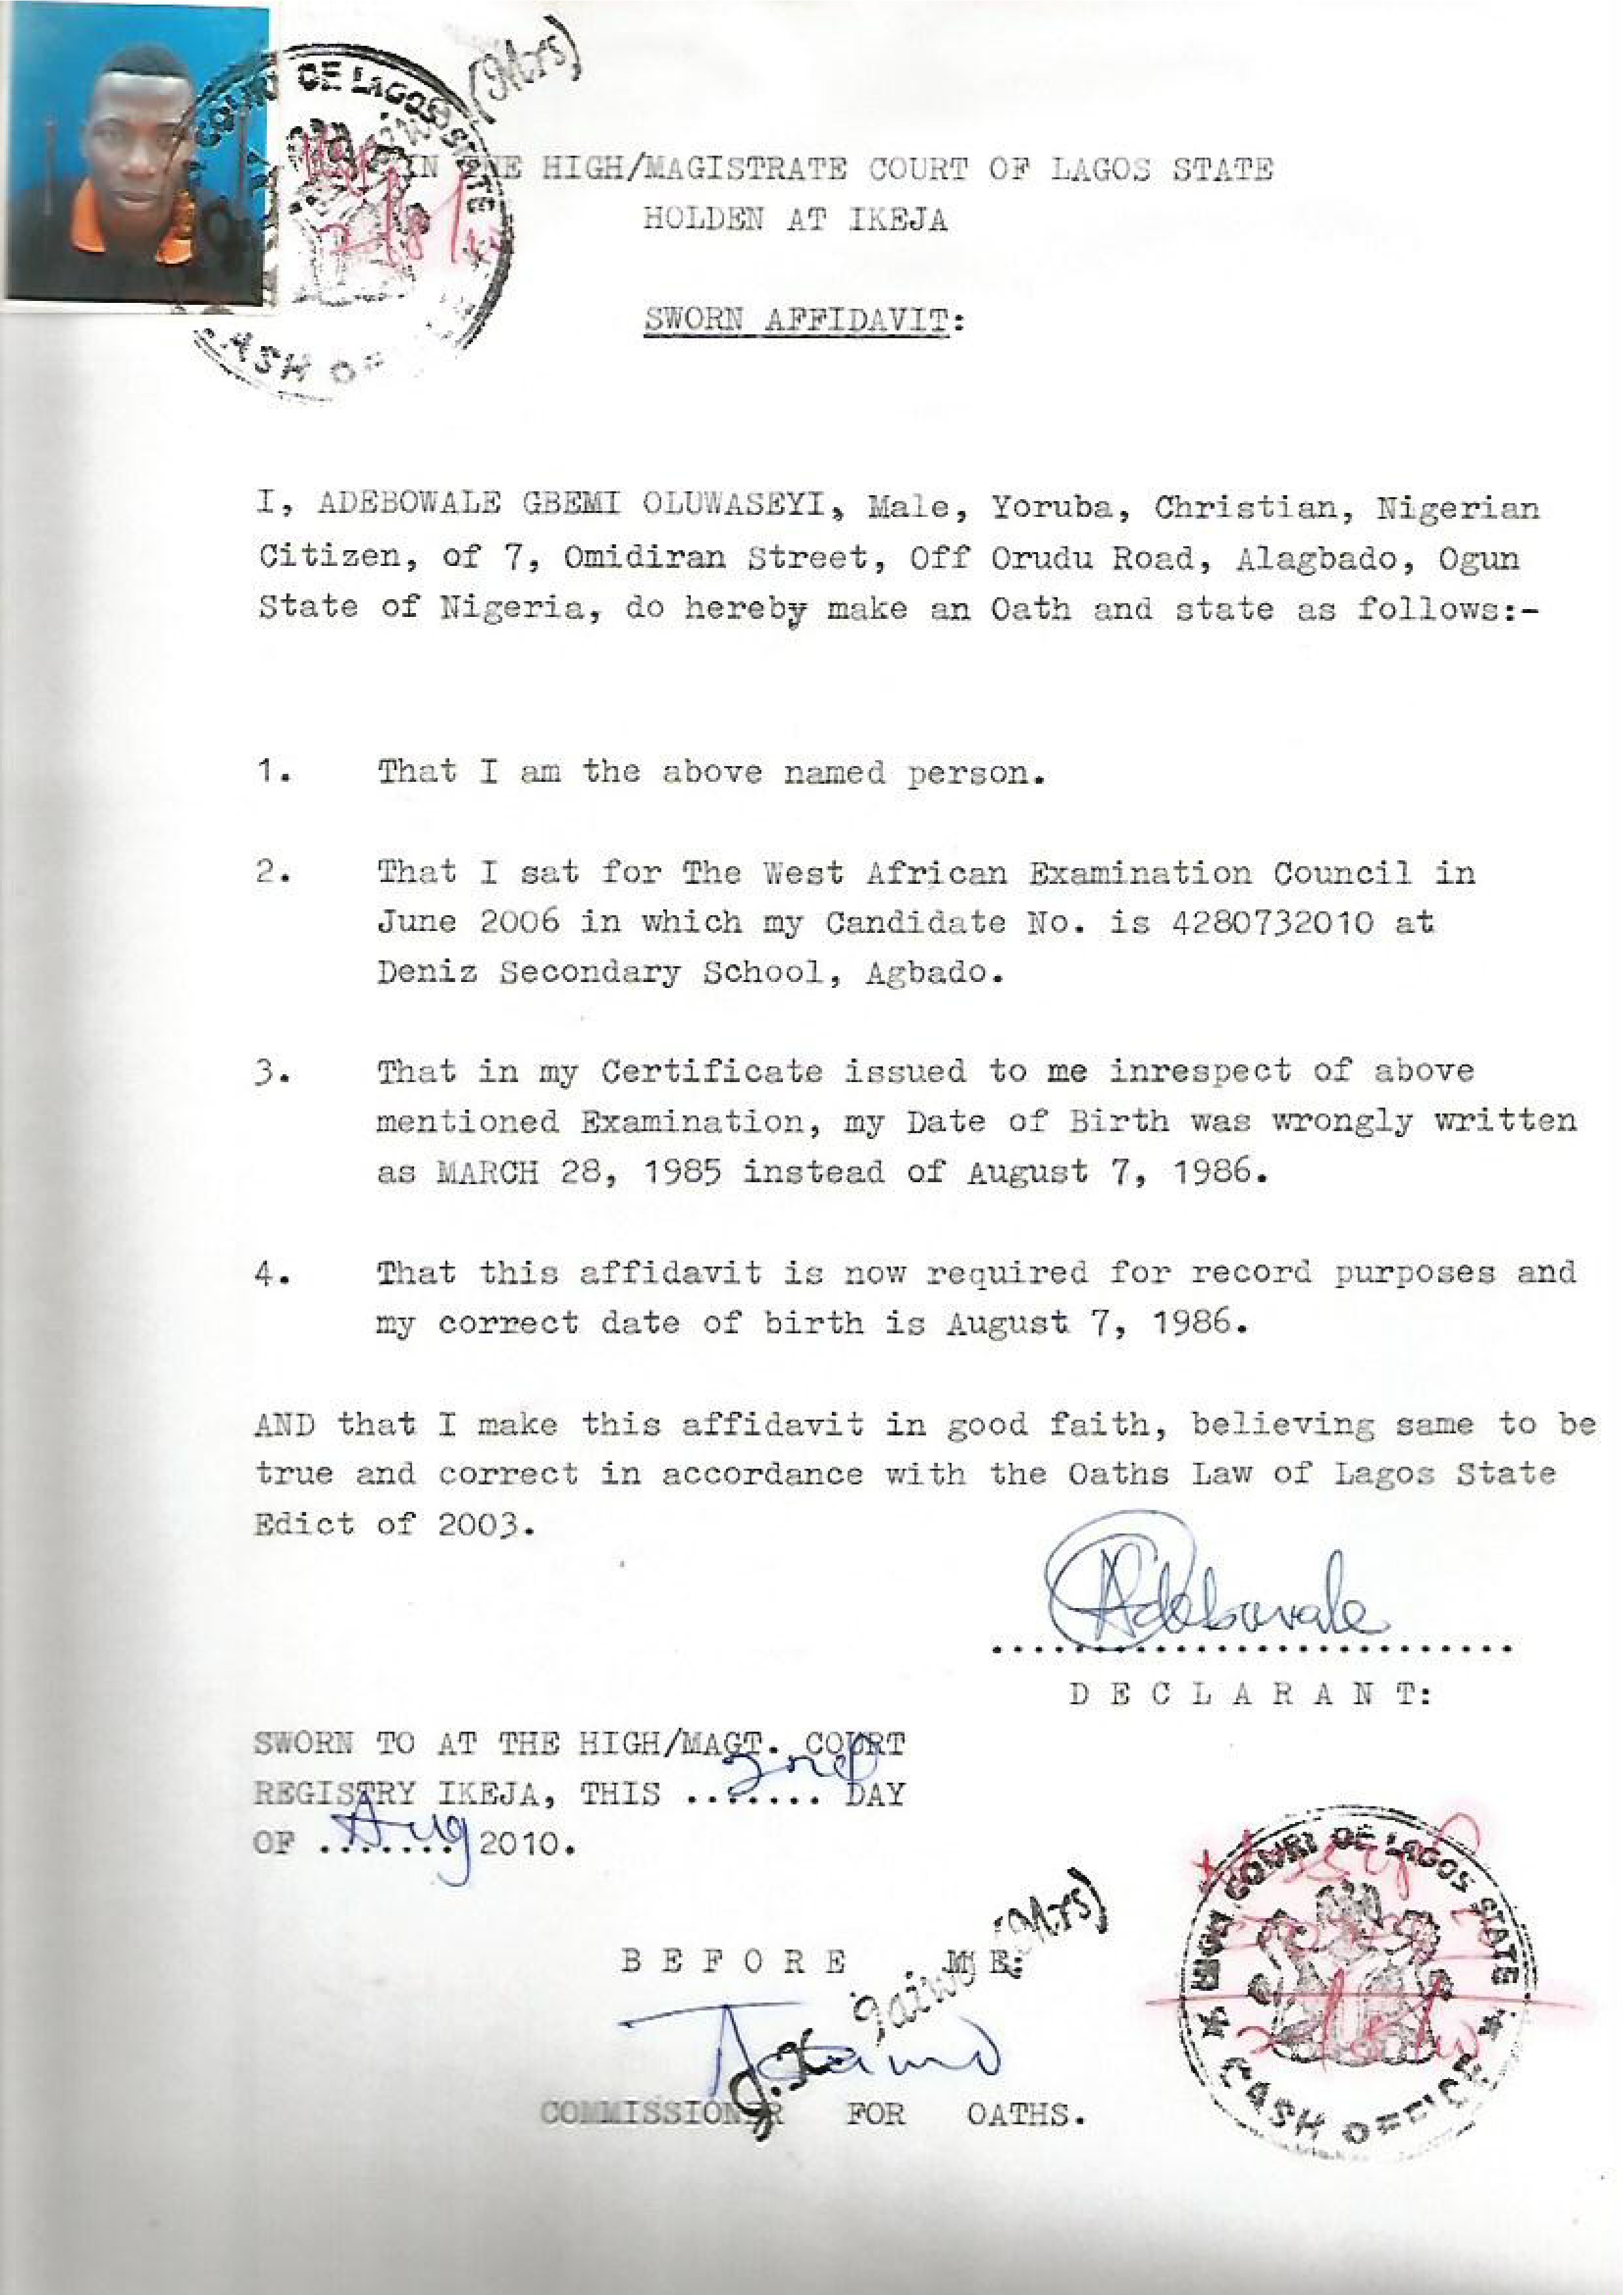 (Mrs)
COURT OF LAGOS STATE
IN THE HIGH/MAGISTRATE COURT OF LAGOS STATE
HOLDEN AT IKEJA
CASH OF
SWORN AFFIDAVIT:
I, ADEBOWALE GBEMI OLUWASEYI, Male, Yoruba, Christian, Nigerian
Citizen, of 7, Omidiran Street, Off Orudu Road, Alagbado, Ogun
State of Nigeria, do hereby make an Oath and state as follows:-
1. That I am the above named person.
2. That I sat for The West African Examination Council in
June 2006 in which my Candidate No. is 4280732010 at
Deniz Secondary School, Agbado.
3. That in my Certificate issued to me inrespect of above
mentioned Examination, my Date of Birth was wrongly written
as MARCH 28, 1985 instead of August 7, 1986.
4. That this affidavit is now required for record purposes and
my correct date of birth is August 7, 1986.
AND that I make this affidavit in good faith, believing same to be
true and correct in accordance with the Oaths Law of Lagos State
Edict of 2003.
Adebowale
DECLARANT:
SWORN TO AT THE HIGH/MAGT. COURT
REGISTRY IKEJA, THIS 2nd DAY
OF Aug 2010.
HIGH COURT OF LAGOS STATE
CASH OFFICE
BEFORE ME:
Taiwo (Mrs)
COMMISSIONER FOR OATHS.